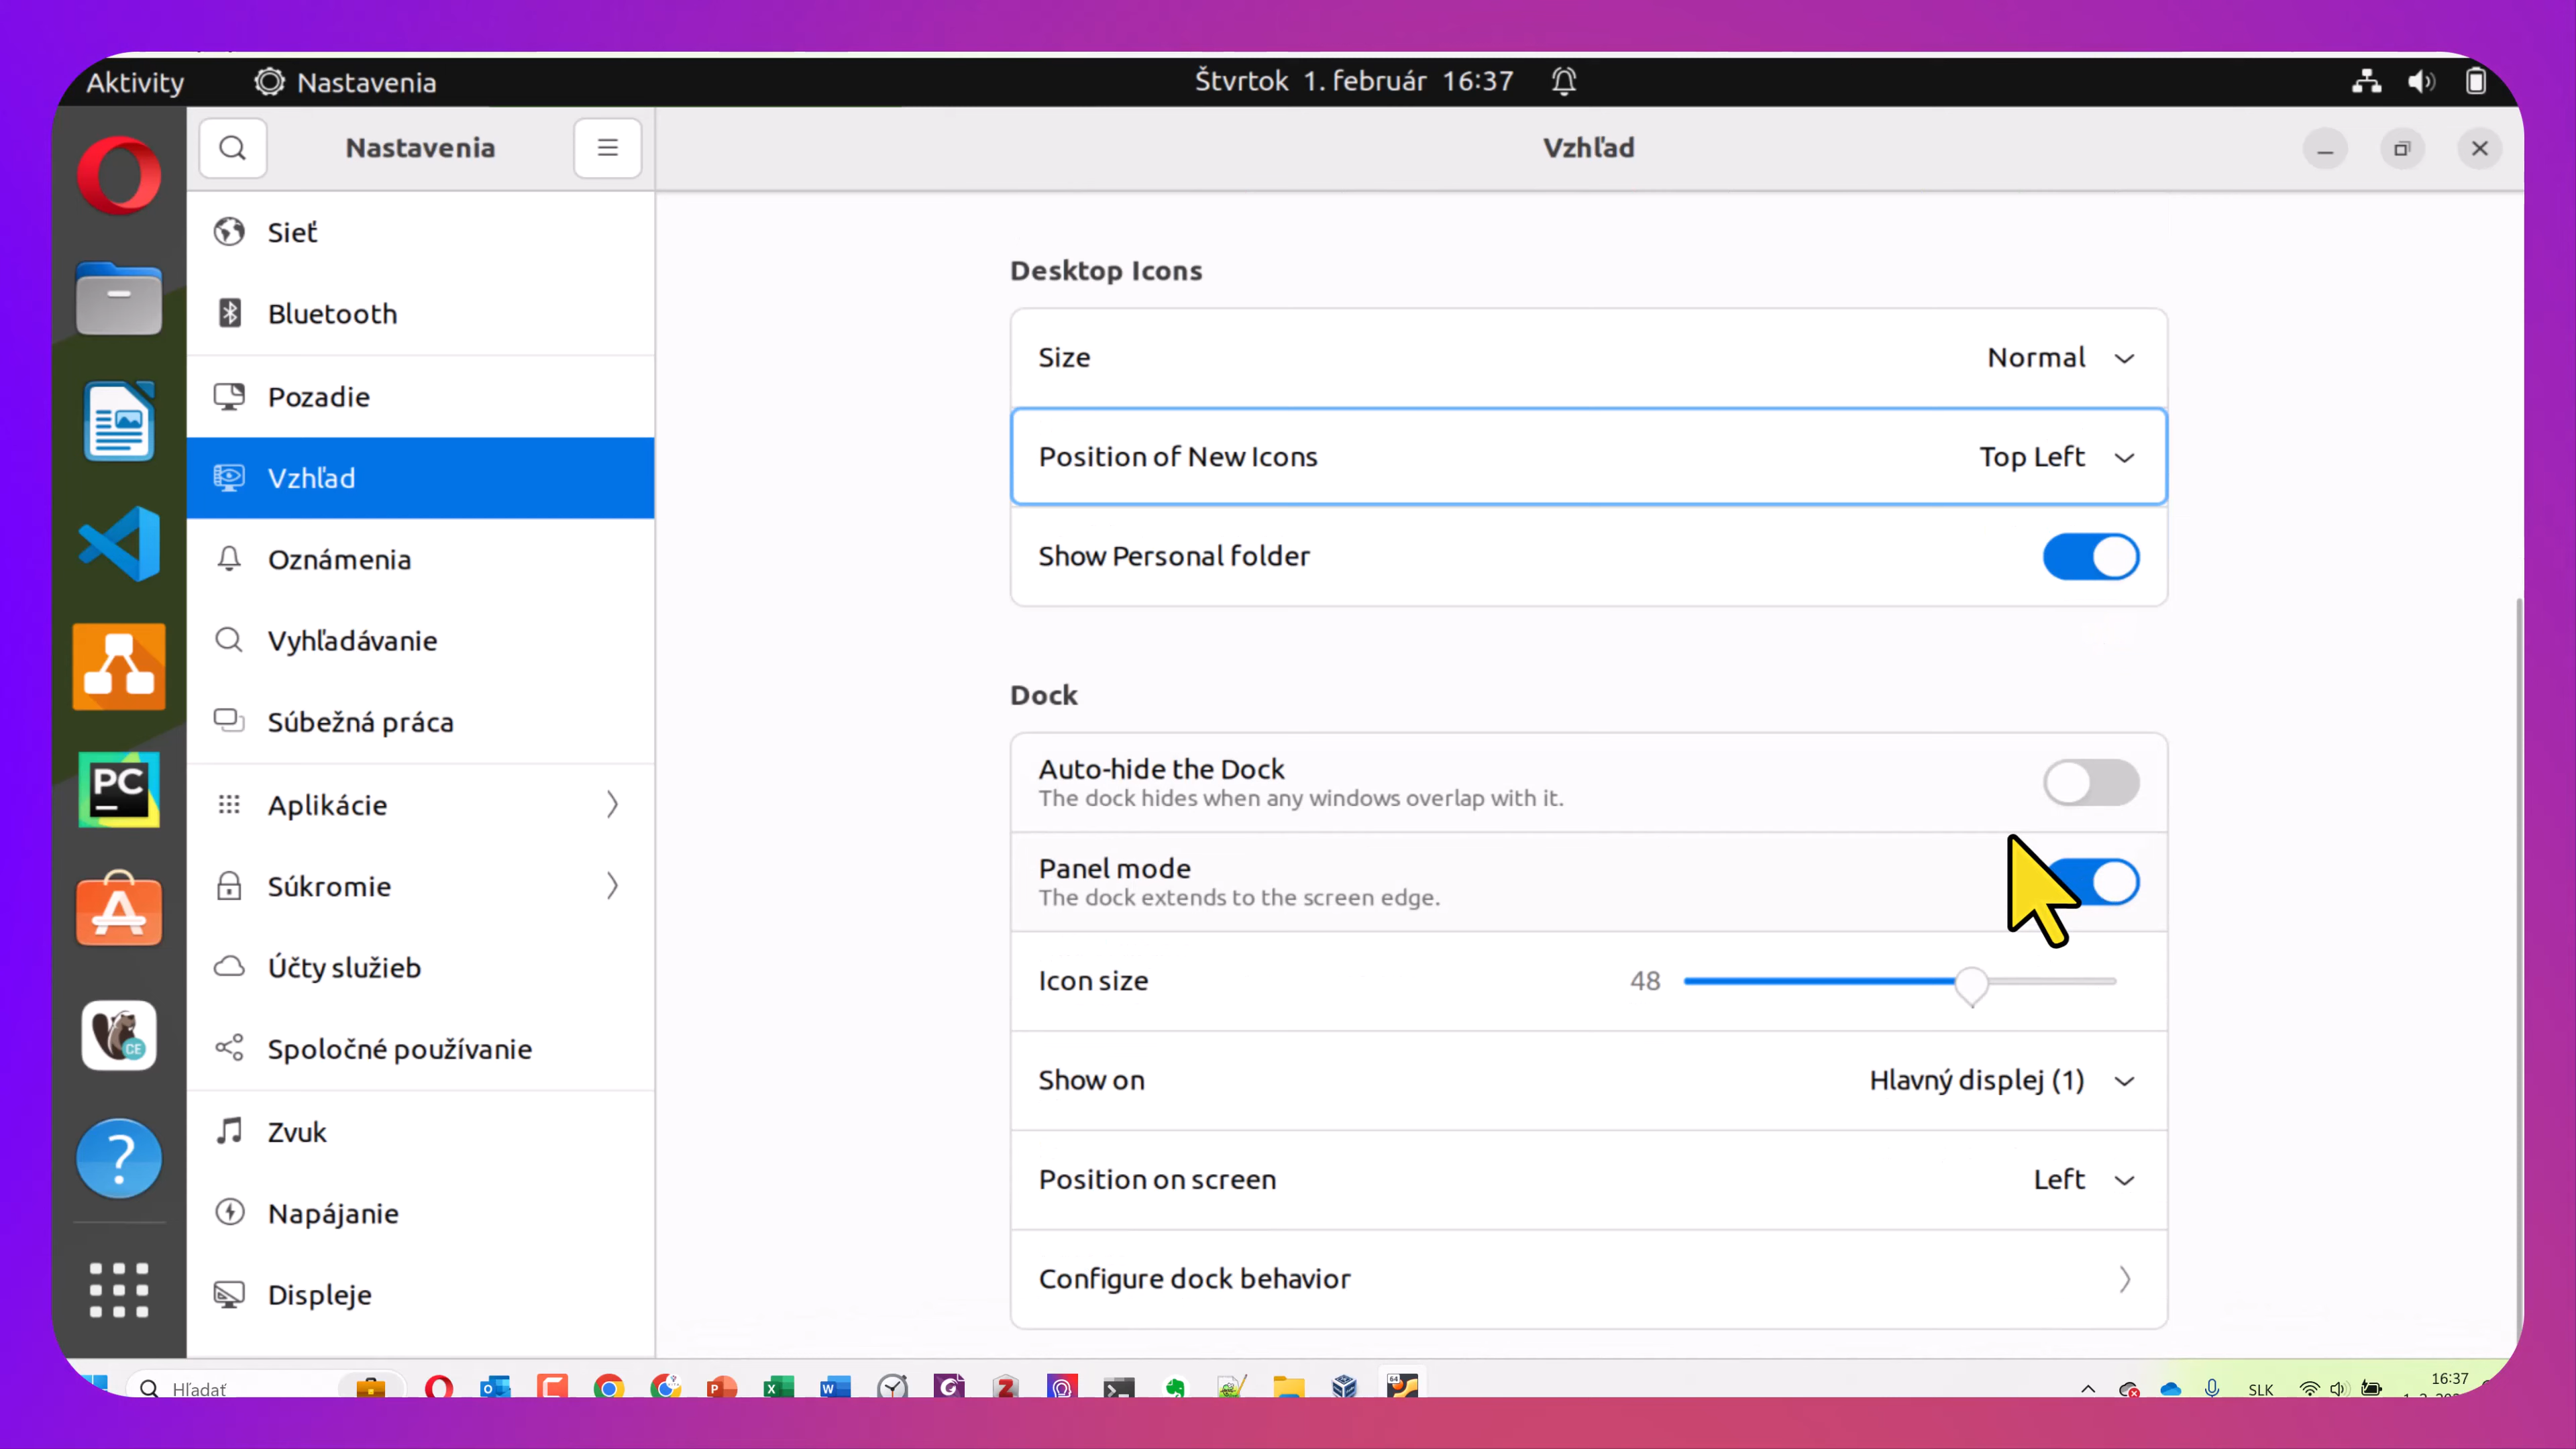 Aktivity
Nastavenia
Štvrtok 1. február 16:37
Nastavenia
Vzhľad
Sieť
Bluetooth
Pozadie
Vzhľad
Oznámenia
Vyhľadávanie
Súbežná práca
Aplikácie
Súkromie
Účty služieb
Spoločné používanie
Zvuk
Napájanie
Displeje
Desktop Icons
Size
Normal
Position of New Icons
Top Left
Show Personal folder
Dock
Auto-hide the Dock
The dock hides when any windows overlap with it.
Panel mode
The dock extends to the screen edge.
Icon size
48
Show on
Hlavný displej (1)
Position on screen
Left
Configure dock behavior
PC
CE
Hľadať
SLK
16:37